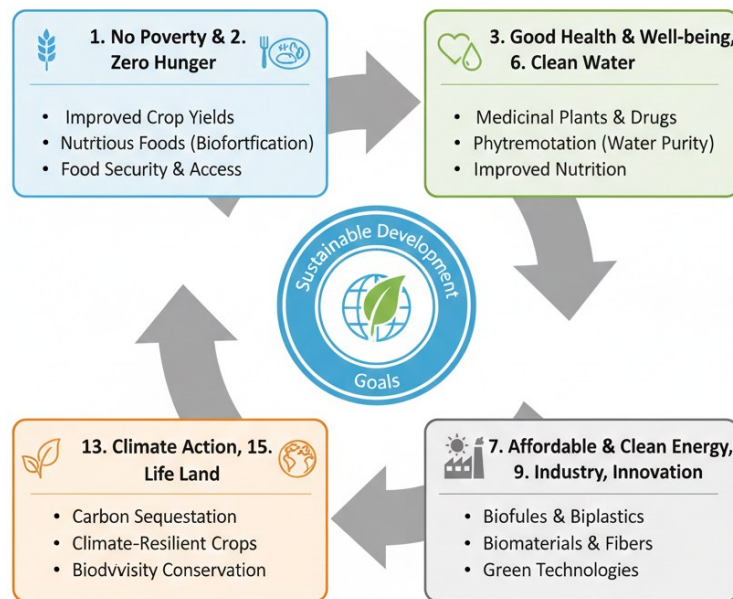 1. No Poverty & 2.
Zero Hunger
• Improved Crop Yields
• Nutritious Foods (Biofortfication)
• Food Security & Access
3. Good Health & Well-being,
6. Clean Water
• Medicinal Plants & Drugs
• Phytremotation (Water Purity)
• Improved Nutrition
Sustainable Development
Goals
13. Climate Action, 15.
Life Land
• Carbon Sequestation
• Climate-Resilient Crops
• Biodvvisity Conservation
7. Affordable & Clean Energy,
9. Industry, Innovation
• Biofules & Biplastics
• Biomaterials & Fibers
• Green Technologies